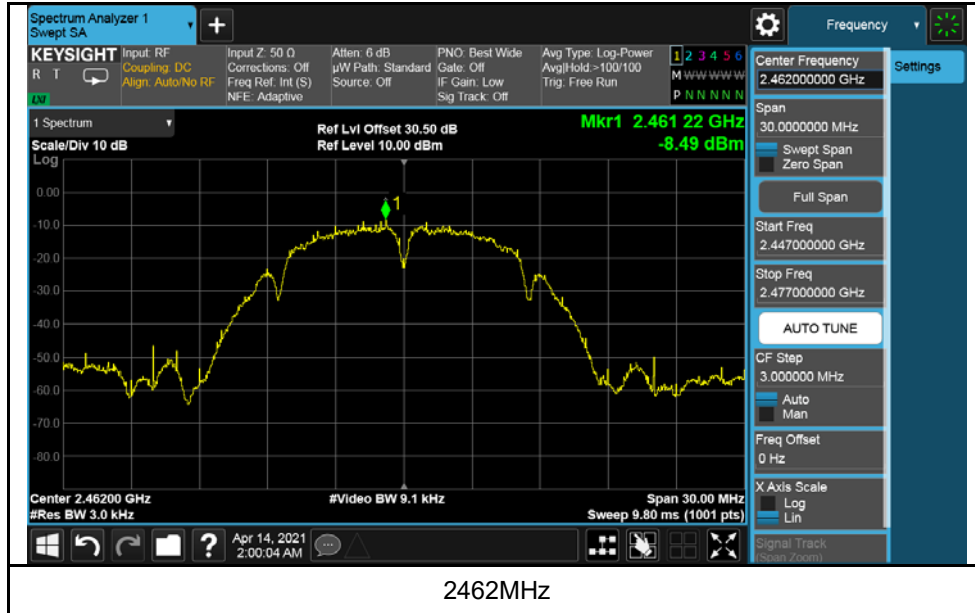 Spectrum Analyzer 1
Swept SA
+
Frequency
KEYSIGHT
R T
LXI
Input: RF
Coupling: DC
Align: Auto/No RF
Input Z: 50 Ω
Corrections: Off
Freq Ref: Int (S)
NFE: Adaptive
Atten: 6 dB
µW Path: Standard
Source: Off
PNO: Best Wide
Gate: Off
IF Gain: Low
Sig Track: Off
Avg Type: Log-Power
Avg|Hold:>100/100
Trig: Free Run
1 2 3 4 5 6
M W W W W W
P N N N N N
1 Spectrum
Scale/Div 10 dB
Log
Ref Lvl Offset 30.50 dB
Ref Level 10.00 dBm
Mkr1 2.461 22 GHz
-8.49 dBm
1
0.00
-10.0
-20.0
-30.0
-40.0
-50.0
-60.0
-70.0
-80.0
Center 2.46200 GHz
#Res BW 3.0 kHz
#Video BW 9.1 kHz
Span 30.00 MHz
Sweep 9.80 ms (1001 pts)
Center Frequency
2.462000000 GHz
Settings
Span
30.0000000 MHz
Swept Span
Zero Span
Full Span
Start Freq
2.447000000 GHz
Stop Freq
2.477000000 GHz
AUTO TUNE
CF Step
3.000000 MHz
Auto
Man
Freq Offset
0 Hz
X Axis Scale
Log
Lin
Signal Track
(Span Zoom)
?
Apr 14, 2021
2:00:04 AM
2462MHz